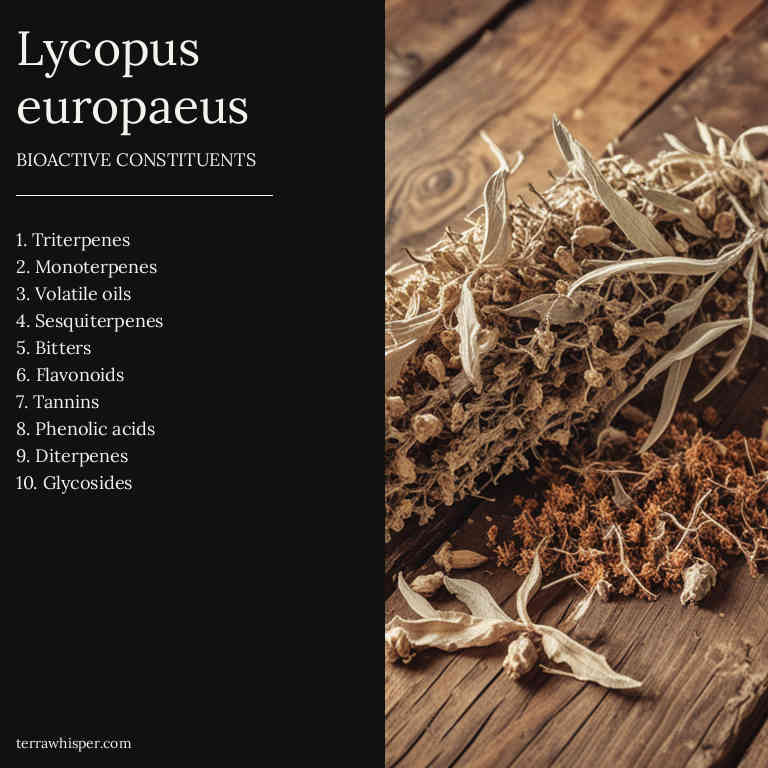 Lycopus
europaeus
BIOACTIVE CONSTITUENTS
1. Triterpenes
2. Monoterpenes
3. Volatile oils
4. Sesquiterpenes
5. Bitters
6. Flavonoids
7. Tannins
8. Phenolic acids
9. Diterpenes
10. Glycosides
terrawhisper.com